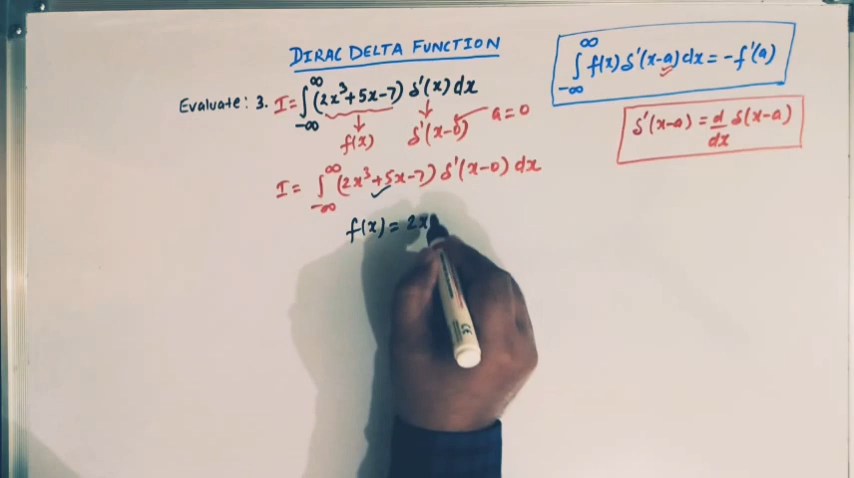 DIRAC DELTA FUNCTION
∫_{-∞}^{∞} f(x) δ'(x-a) dx = -f'(a)
Evaluate: 3. I = ∫_{-∞}^{∞} (2x³+5x-7) δ'(x) dx
f(x) δ'(x-0) a=0
δ'(x-a) = d/dx δ(x-a)
I = ∫_{-∞}^{∞} (2x³+5x-7) δ'(x-0) dx
f(x) = 2x